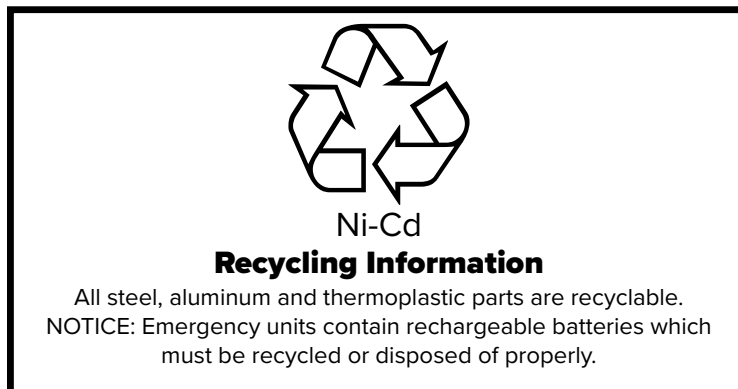 Ni-Cd
Recycling Information
All steel, aluminum and thermoplastic parts are recyclable.
NOTICE: Emergency units contain rechargeable batteries which
must be recycled or disposed of properly.